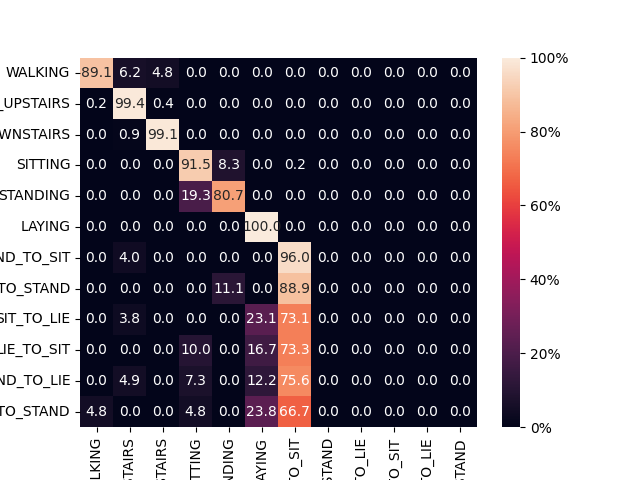 WALKING 89.1 6.2 4.8 0.0 0.0 0.0 0.0 0.0 0.0 0.0 0.0 0.0
_UPSTAIRS 0.2 99.4 0.4 0.0 0.0 0.0 0.0 0.0 0.0 0.0 0.0 0.0
WNSTAIRS 0.0 0.9 99.1 0.0 0.0 0.0 0.0 0.0 0.0 0.0 0.0 0.0
SITTING 0.0 0.0 0.0 91.5 8.3 0.0 0.2 0.0 0.0 0.0 0.0 0.0
STANDING 0.0 0.0 0.0 19.3 80.7 0.0 0.0 0.0 0.0 0.0 0.0 0.0
LAYING 0.0 0.0 0.0 0.0 0.0 100.0 0.0 0.0 0.0 0.0 0.0 0.0
ND_TO_SIT 0.0 4.0 0.0 0.0 0.0 0.0 96.0 0.0 0.0 0.0 0.0 0.0
TO_STAND 0.0 0.0 0.0 0.0 11.1 0.0 88.9 0.0 0.0 0.0 0.0 0.0
SIT_TO_LIE 0.0 3.8 0.0 0.0 0.0 23.1 73.1 0.0 0.0 0.0 0.0 0.0
LIE_TO_SIT 0.0 0.0 0.0 10.0 0.0 16.7 73.3 0.0 0.0 0.0 0.0 0.0
ND_TO_LIE 0.0 4.9 0.0 7.3 0.0 12.2 75.6 0.0 0.0 0.0 0.0 0.0
TO_STAND 4.8 0.0 0.0 4.8 0.0 23.8 66.7 0.0 0.0 0.0 0.0 0.0
LKING
TAIRS
TAIRS
TTING
NDING
AYING
TO_SIT
STAND
TO_LIE
TO_SIT
TO_LIE
TAND
100%
80%
60%
40%
20%
0%